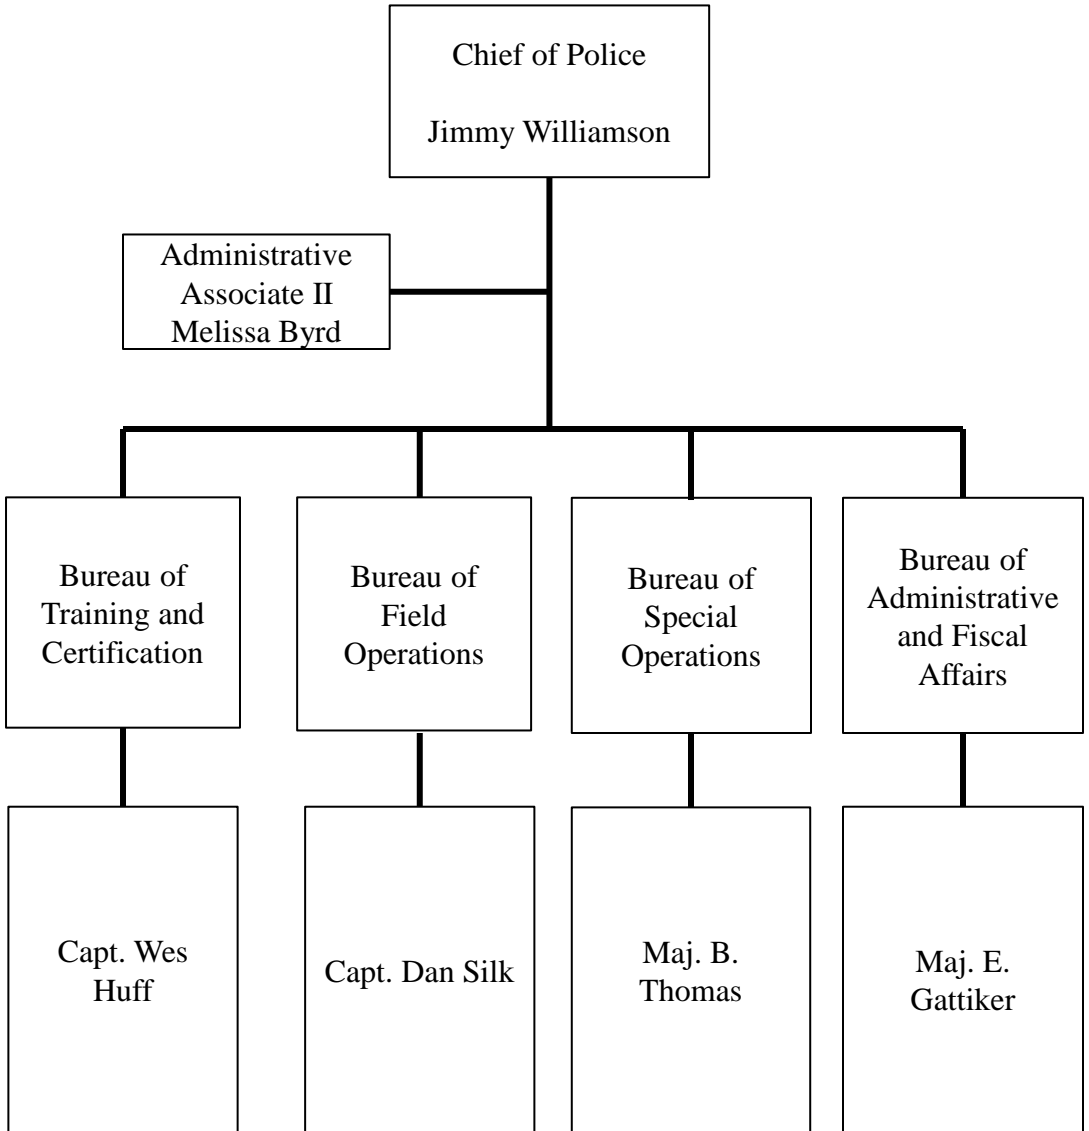 Chief of Police
Jimmy Williamson
Administrative
Associate II
Melissa Byrd
Bureau of
Training and
Certification
Bureau of
Field
Operations
Bureau of
Special
Operations
Bureau of
Administrative
and Fiscal
Affairs
Capt. Wes
Huff
Capt. Dan Silk
Maj. B.
Thomas
Maj. E.
Gattiker